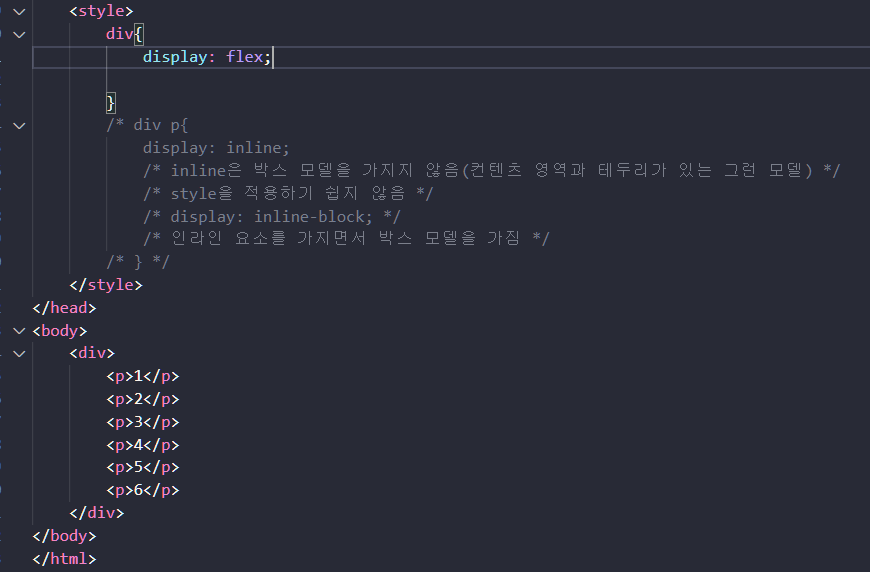 <style>
div{
display: flex;
}
/* div p{
display: inline;
/* inline은 박스 모델을 가지지 않음(컨텐츠 영역과 테두리가 있는 그런 모델) */
/* style을 적용하기 쉽지 않음 */
/* display: inline-block; */
/* 인라인 요소를 가지면서 박스 모델을 가짐 */
/* } */
</style>
</head>
<body>
<div>
<p>1</p>
<p>2</p>
<p>3</p>
<p>4</p>
<p>5</p>
<p>6</p>
</div>
</body>
</html>